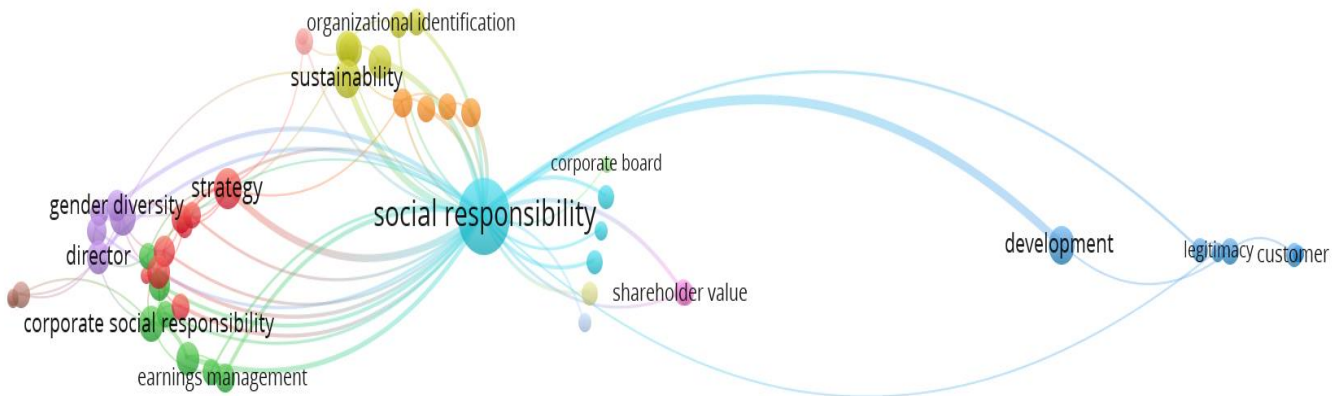 organizational identification
sustainability
corporate board
strategy
gender diversity
social responsibility
director
development
legitimacy
customer
shareholder value
corporate social responsibility
earnings management